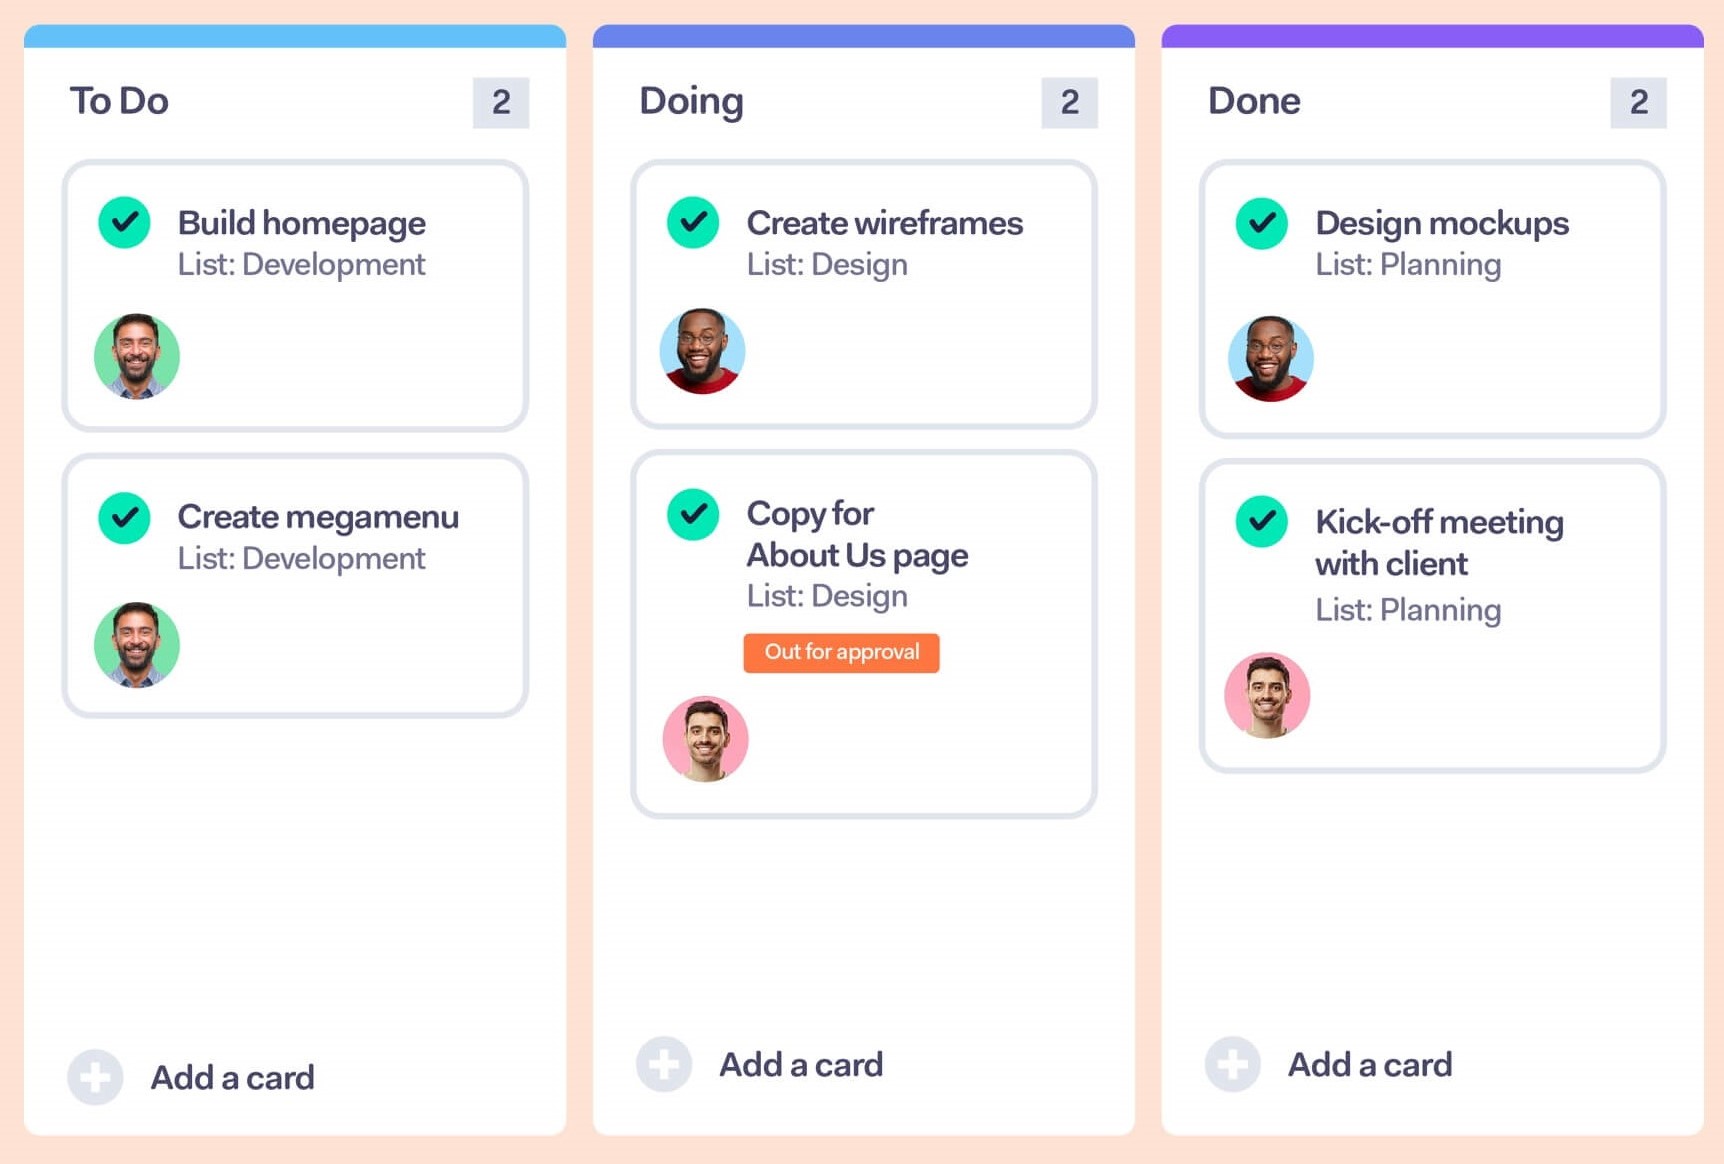 To Do
2
Build homepage
List: Development
Create megamenu
List: Development
Add a card
Doing
2
Create wireframes
List: Design
Copy for
About Us page
List: Design
Out for approval
Add a card
Done
2
Design mockups
List: Planning
Kick-off meeting
with client
List: Planning
Add a card